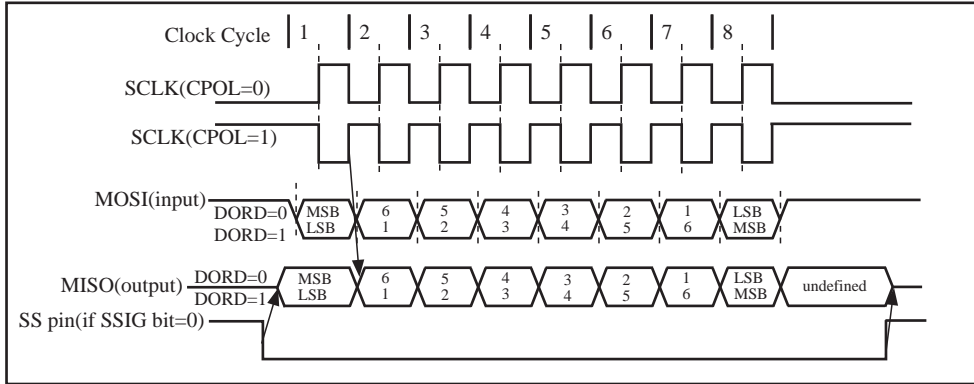 Clock Cycle 1 2 3 4 5 6 7 8
SCLK(CPOL=0)
SCLK(CPOL=1)
MOSI(input)
DORD=0 MSB 6 5 4 3 2 1 LSB
DORD=1 LSB 1 2 3 4 5 6 MSB
MISO(output)
DORD=0 MSB 6 5 4 3 2 1 LSB undefined
DORD=1 LSB 1 2 3 4 5 6 MSB
SS pin(if SSIG bit=0)